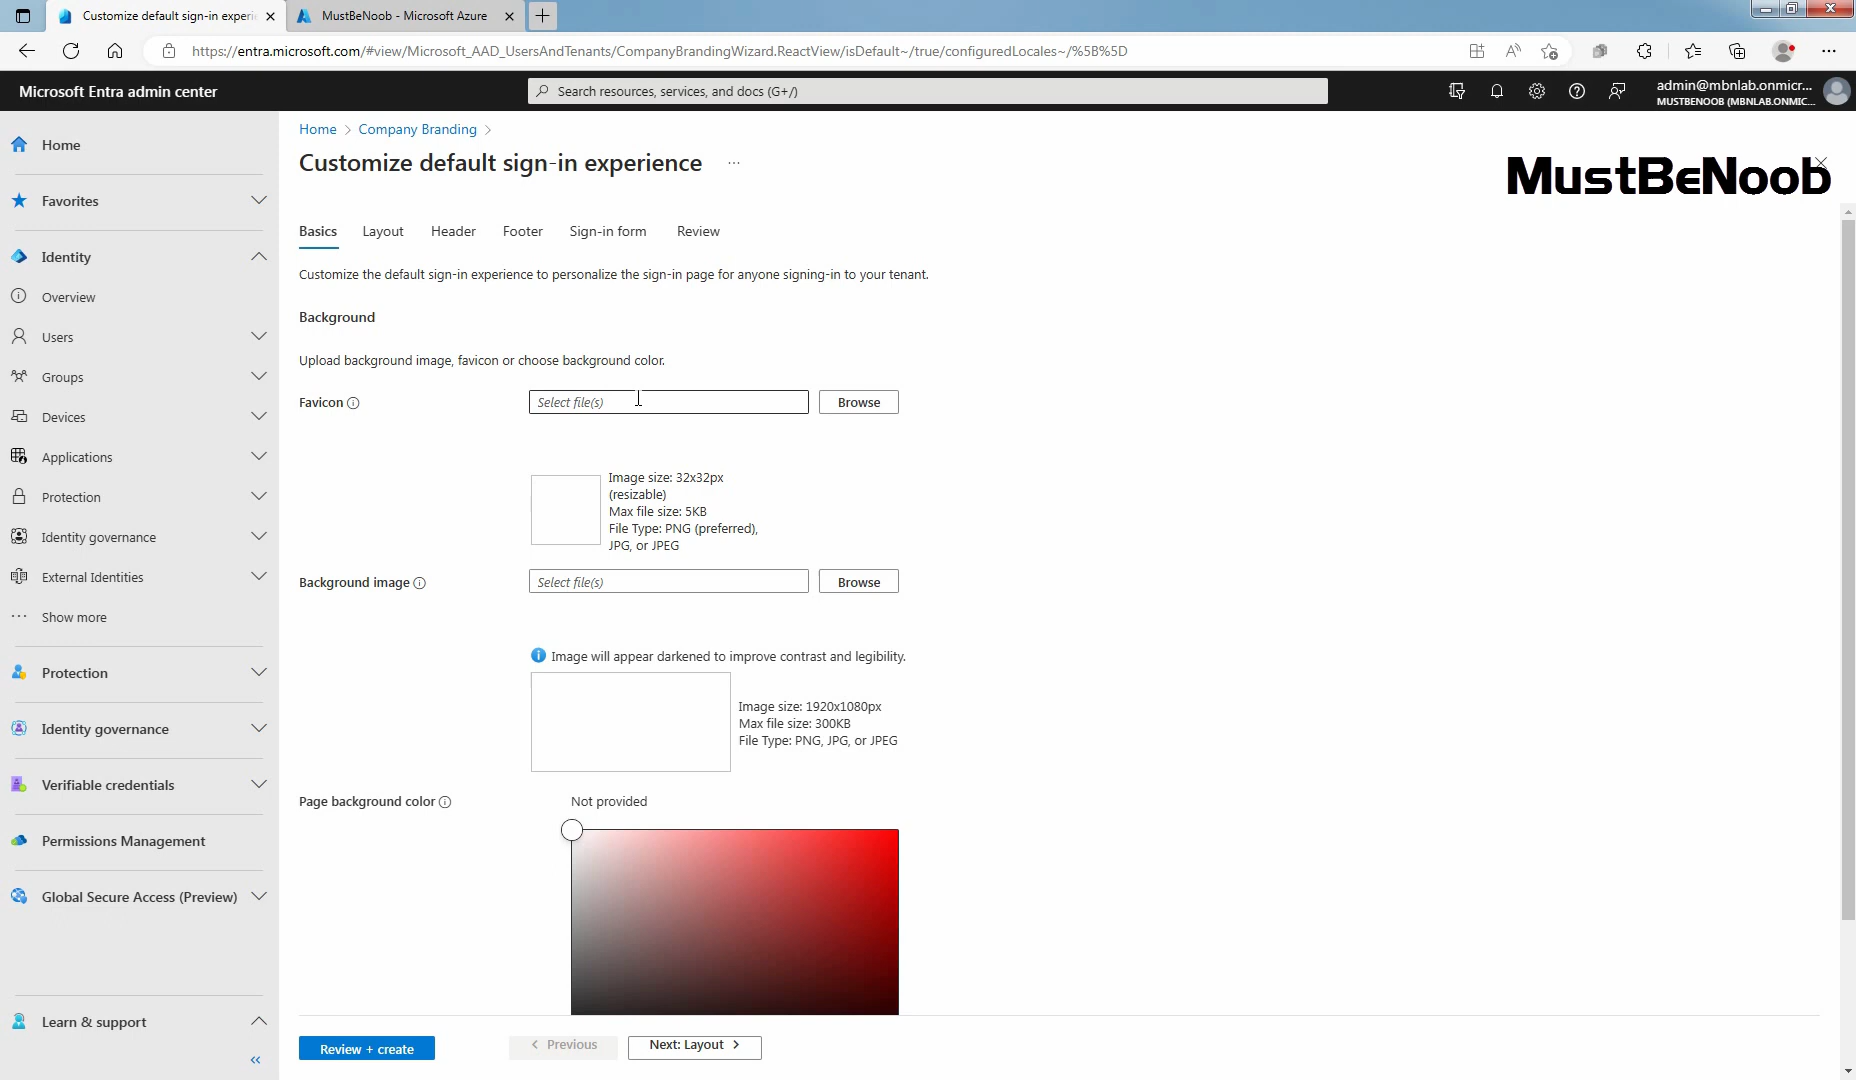 Customize default sign-in experie
MustBeNoob - Microsoft Azure
https://entra.microsoft.com/#view/Microsoft_AAD_UsersAndTenants/CompanyBrandingWizard.ReactView/isDefault~/true/configuredLocales~/%5B%5D
Microsoft Entra admin center
Search resources, services, and docs (G+/)
admin@mbnlab.onmicr...
MUSTBENOOB (MBNLAB.ONMIC...
Home
Favorites
Identity
Overview
Users
Groups
Devices
Applications
Protection
Identity governance
External Identities
Show more
Protection
Identity governance
Verifiable credentials
Permissions Management
Global Secure Access (Preview)
Learn & support
Home > Company Branding >
Customize default sign-in experience ...
MustBeNoob
Basics Layout Header Footer Sign-in form Review
Customize the default sign-in experience to personalize the sign-in page for anyone signing-in to your tenant.
Background
Upload background image, favicon or choose background color.
Favicon
Select file(s)
Browse
Image size: 32x32px
(resizable)
Max file size: 5KB
File Type: PNG (preferred),
JPG, or JPEG
Background image
Select file(s)
Browse
Image will appear darkened to improve contrast and legibility.
Image size: 1920x1080px
Max file size: 300KB
File Type: PNG, JPG, or JPEG
Page background color
Not provided
Review + create
< Previous
Next: Layout >